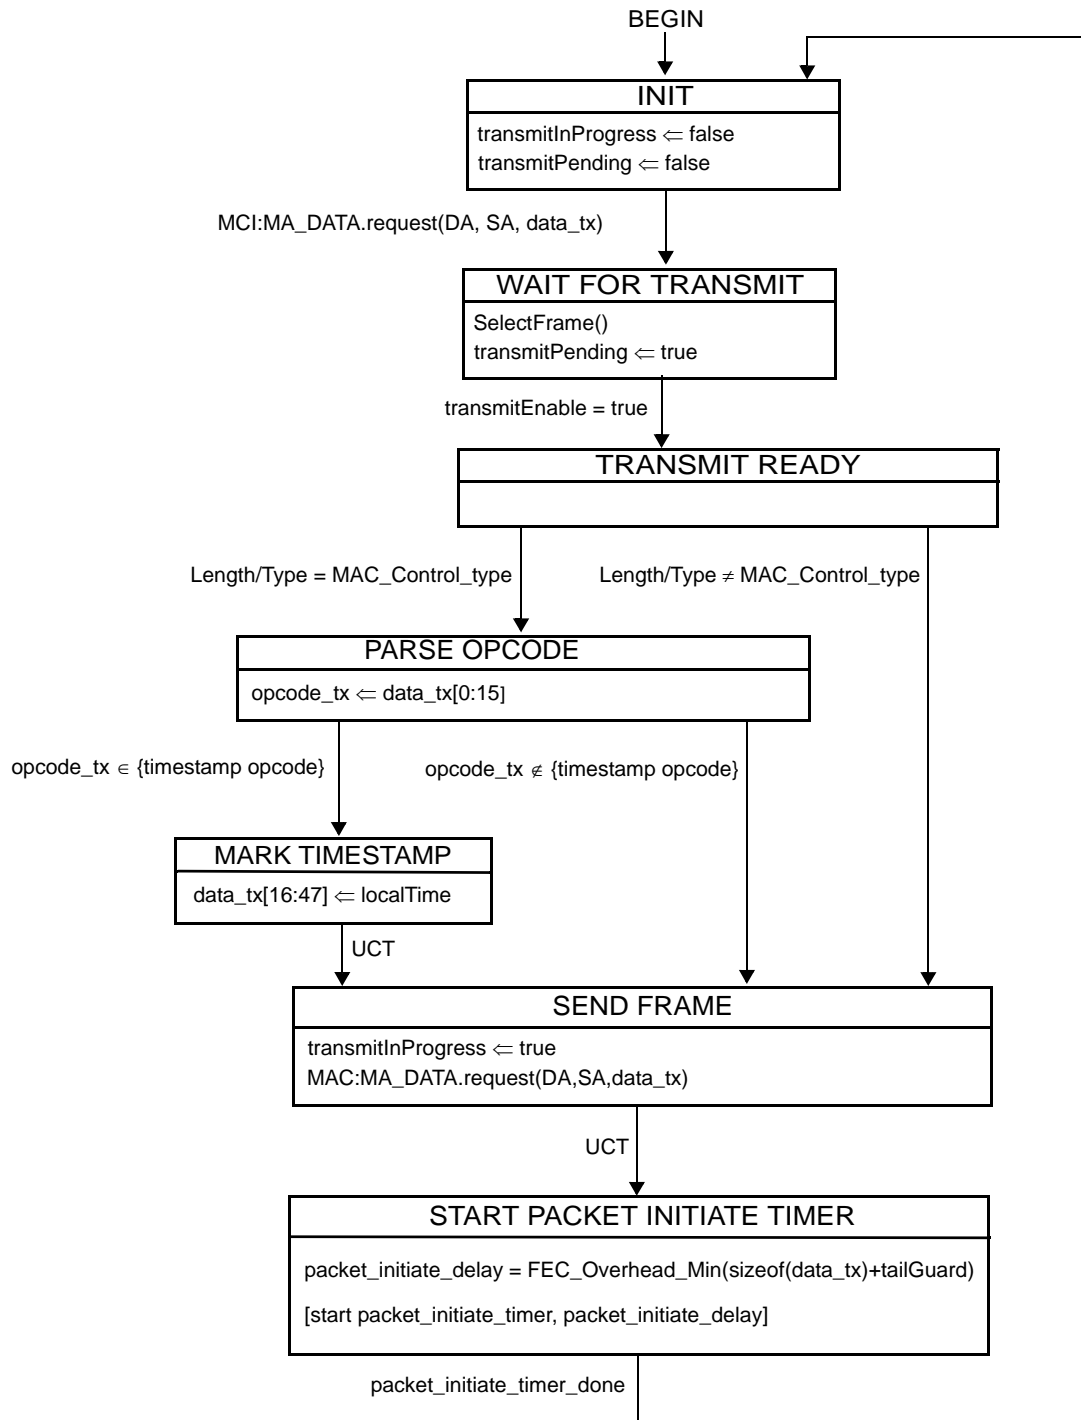 BEGIN
INIT
transmitInProgress ⇐ false
transmitPending ⇐ false
MCI:MA_DATA.request(DA, SA, data_tx)
WAIT FOR TRANSMIT
SelectFrame()
transmitPending ⇐ true
transmitEnable = true
TRANSMIT READY
Length/Type = MAC_Control_type
Length/Type ≠ MAC_Control_type
PARSE OPCODE
opcode_tx ⇐ data_tx[0:15]
opcode_tx ∈ {timestamp opcode}
opcode_tx ∉ {timestamp opcode}
MARK TIMESTAMP
data_tx[16:47] ⇐ localTime
UCT
SEND FRAME
transmitInProgress ⇐ true
MAC:MA_DATA.request(DA,SA,data_tx)
UCT
START PACKET INITIATE TIMER
packet_initiate_delay = FEC_Overhead_Min(sizeof(data_tx)+tailGuard)
[start packet_initiate_timer, packet_initiate_delay]
packet_initiate_timer_done